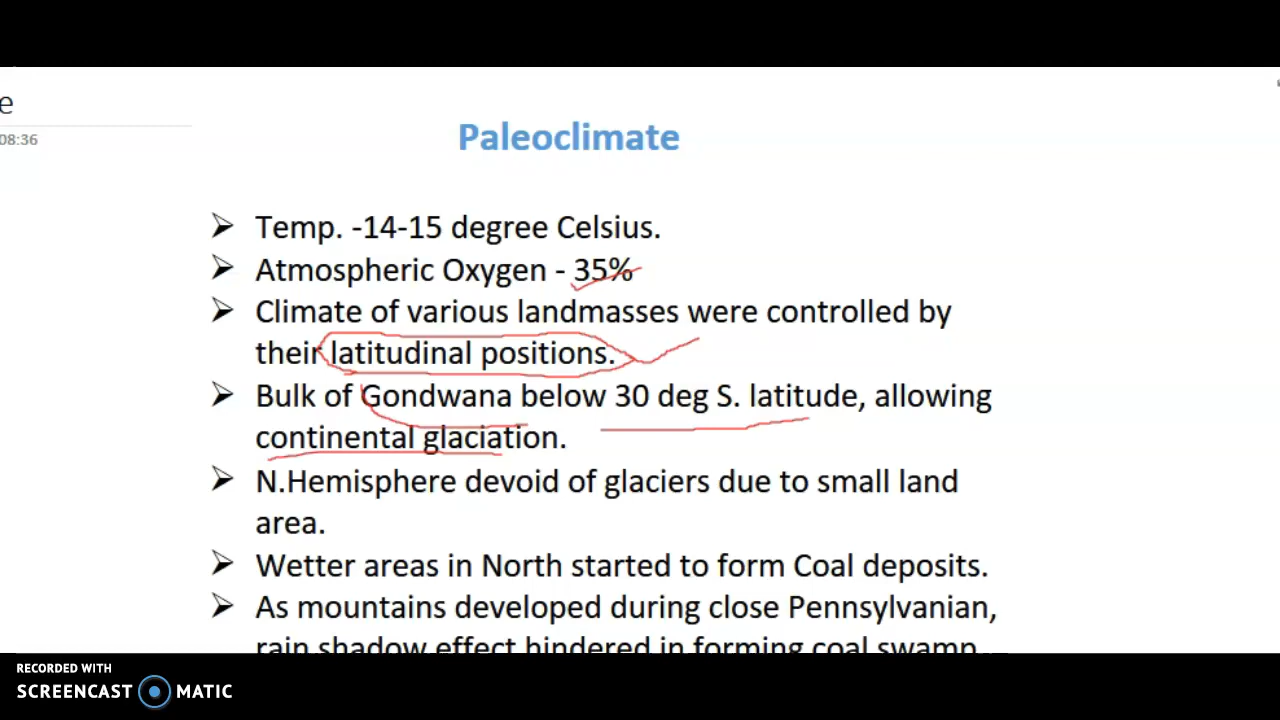 e
08:36
Paleoclimate
➢ Temp. -14-15 degree Celsius.
➢ Atmospheric Oxygen - 35%
➢ Climate of various landmasses were controlled by
their latitudinal positions.
➢ Bulk of Gondwana below 30 deg S. latitude, allowing
continental glaciation.
➢ N.Hemisphere devoid of glaciers due to small land
area.
➢ Wetter areas in North started to form Coal deposits.
➢ As mountains developed during close Pennsylvanian,
rain shadow effect hindered in forming coal swamp
RECORDED WITH
SCREENCAST MATIC